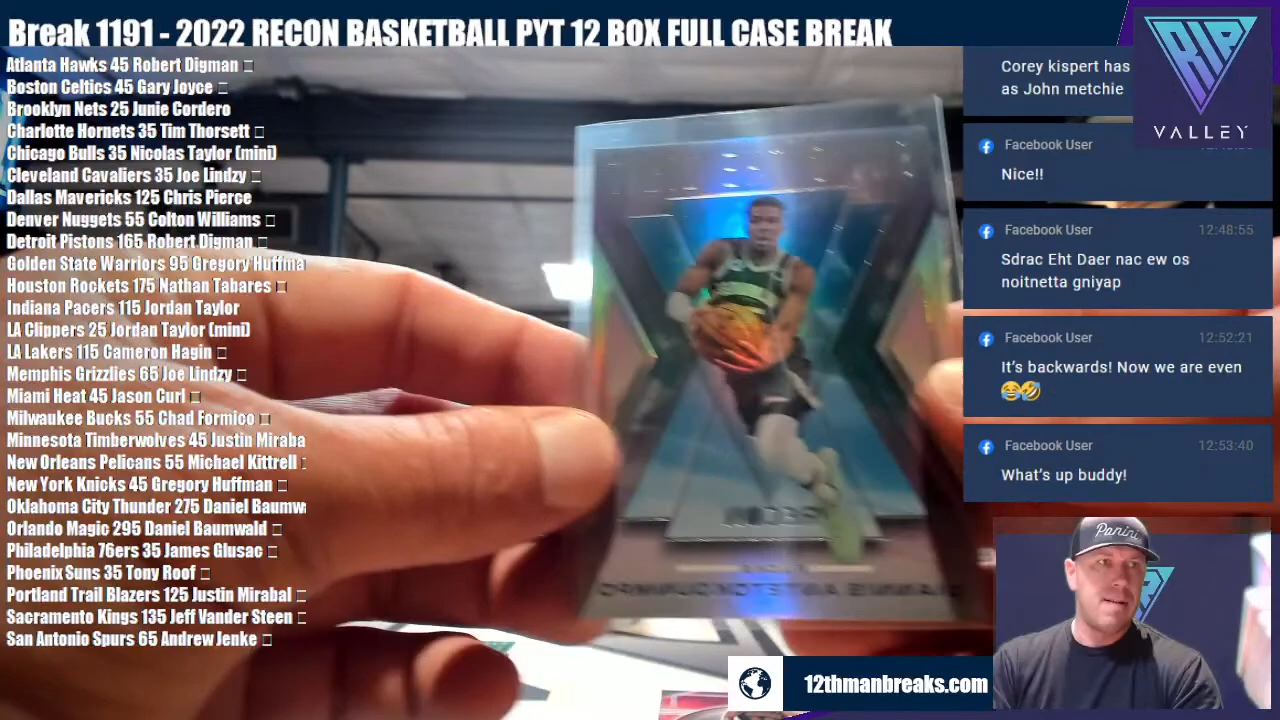 Break 1191 - 2022 RECON BASKETBALL PYT 12 BOX FULL CASE BREAK
Atlanta Hawks 45 Robert Digman
Boston Celtics 45 Gary Joyce
Brooklyn Nets 25 Junie Cordero
Charlotte Hornets 35 Tim Thorsett
Chicago Bulls 35 Nicolas Taylor (mini)
Cleveland Cavaliers 35 Joe Lindzy
Dallas Mavericks 125 Chris Pierce
Denver Nuggets 55 Colton Williams
Detroit Pistons 165 Robert Digman
Golden State Warriors 95 Gregory Huffma
Houston Rockets 175 Nathan Tabares
Indiana Pacers 115 Jordan Taylor
LA Clippers 25 Jordan Taylor (mini)
LA Lakers 115 Cameron Hagin
Memphis Grizzlies 65 Joe Lindzy
Miami Heat 45 Jason Curl
Milwaukee Bucks 55 Chad Formico
Minnesota Timberwolves 45 Justin Miraba
New Orleans Pelicans 55 Michael Kittrell
New York Knicks 45 Gregory Huffman
Oklahoma City Thunder 275 Daniel Baumw
Orlando Magic 295 Daniel Baumwald
Philadelphia 76ers 35 James Glusac
Phoenix Suns 35 Tony Roof
Portland Trail Blazers 125 Justin Mirabal
Sacramento Kings 135 Jeff Vander Steen
San Antonio Spurs 65 Andrew Jenke
Corey kispert has
as John metchie
Facebook User
Nice!!
Facebook User 12:48:55
Sdrac Eht Daer nac ew os
noitnetta gniyap
Facebook User 12:52:21
It's backwards! Now we are even
😂🤣
Facebook User 12:53:40
What's up buddy!
RIP
VALLEY
Panini
12thmanbreaks.com